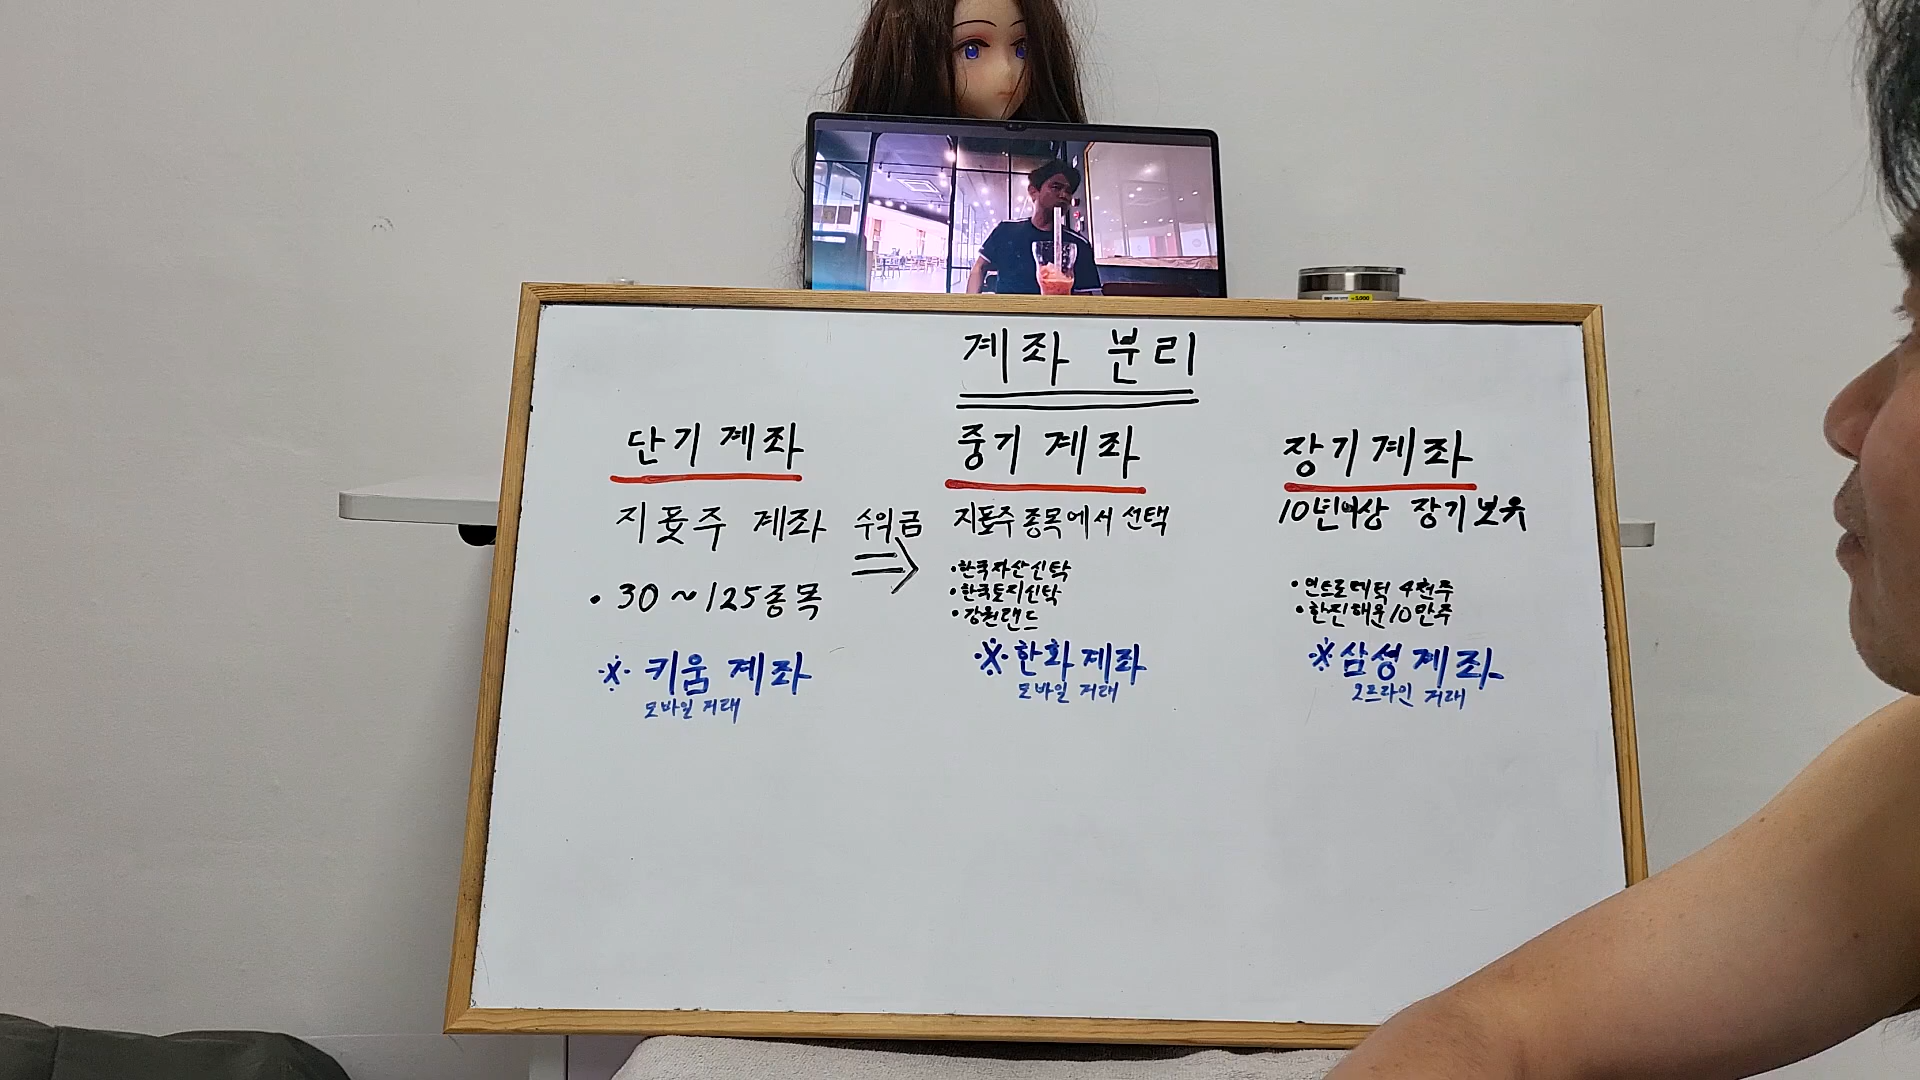 계좌 분리
단기 계좌
지표주 계좌
• 30 ~ 125종목
※ 키움 계좌
모바일 거래
수익금
중기 계좌
지표주 종목에서 선택
• 한국자산신탁
• 한국토지신탁
• 강원랜드
※ 한화 계좌
모바일 거래
장기 계좌
10년이상 장기 보유
• 인트로메딕 4천주
• 한진해운 10만주
※ 삼성 계좌
오프라인 거래